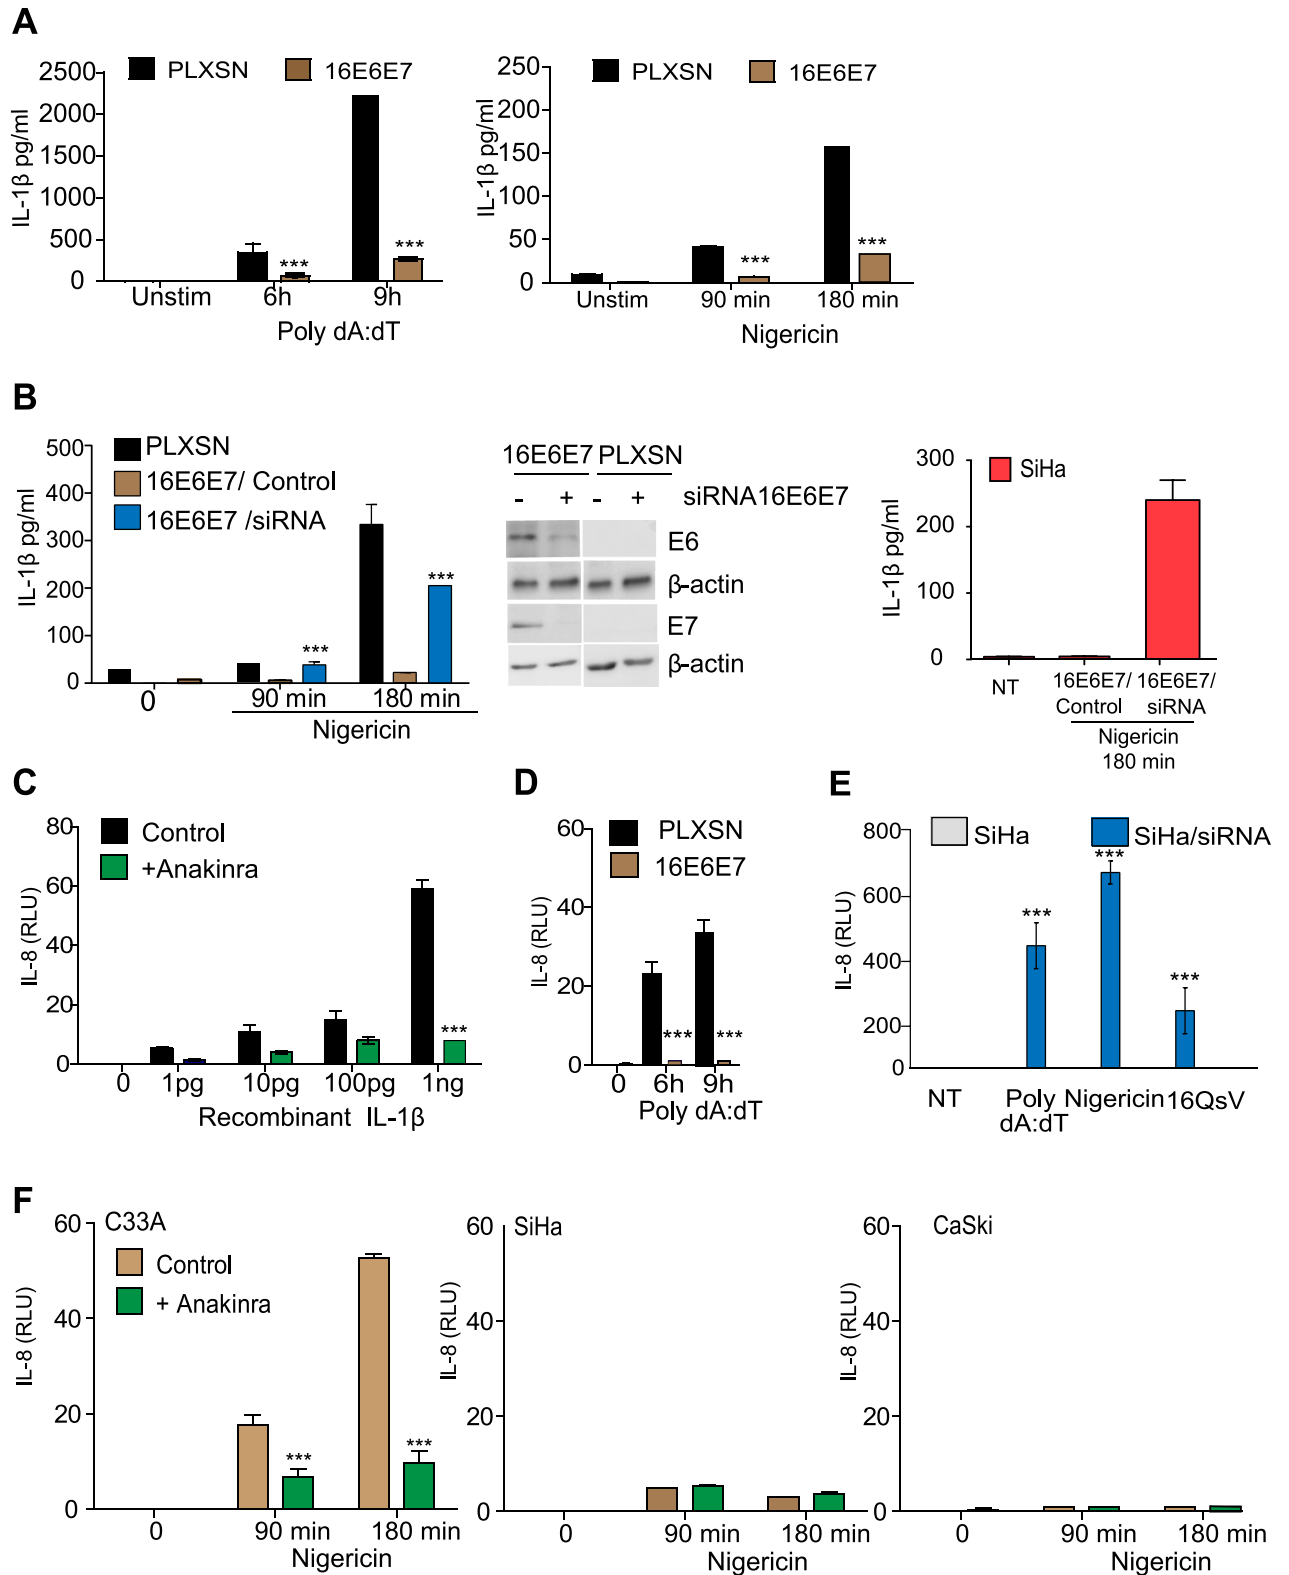 A
PLXSN 16E6E7
IL-1β pg/ml
2500
2000
1500
1000
500
0
***
***
Unstim 6h 9h
Poly dA:dT
PLXSN 16E6E7
IL-1β pg/ml
250
200
150
100
50
0
***
***
Unstim 90 min 180 min
Nigericin
B
PLXSN
16E6E7/ Control
16E6E7 /siRNA
IL-1β pg/ml
500
400
300
200
100
0
***
***
0 90 min 180 min
Nigericin
16E6E7 PLXSN
- + - + siRNA16E6E7
E6
β-actin
E7
β-actin
SiHa
IL-1β pg/ml
300
200
100
0
NT 16E6E7/ 16E6E7/
Control siRNA
Nigericin
180 min
C
Control
+Anakinra
IL-8 (RLU)
80
60
40
20
0
***
0 1pg 10pg 100pg 1ng
Recombinant IL-1β
D
PLXSN
16E6E7
IL-8 (RLU)
60
40
20
0
*** ***
0 6h 9h
Poly dA:dT
E
SiHa SiHa/siRNA
IL-8 (RLU)
800
600
400
200
0
***
***
***
NT Poly Nigericin 16QsV
dA:dT
F
C33A
Control
+ Anakinra
IL-8 (RLU)
60
40
20
0
***
***
0 90 min 180 min
Nigericin
SiHa
IL-8 (RLU)
60
40
20
0
0 90 min 180 min
Nigericin
CaSki
IL-8 (RLU)
60
40
20
0
0 90 min 180 min
Nigericin